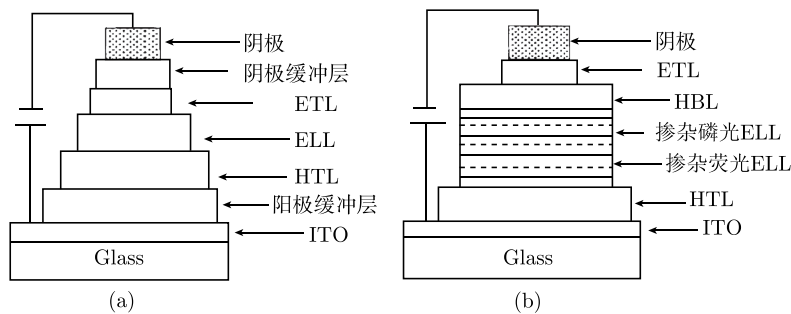 阴极
阴极缓冲层
ETL
ELL
HTL
阳极缓冲层
ITO
Glass
(a)
阴极
ETL
HBL
掺杂磷光ELL
掺杂荧光ELL
HTL
ITO
Glass
(b)